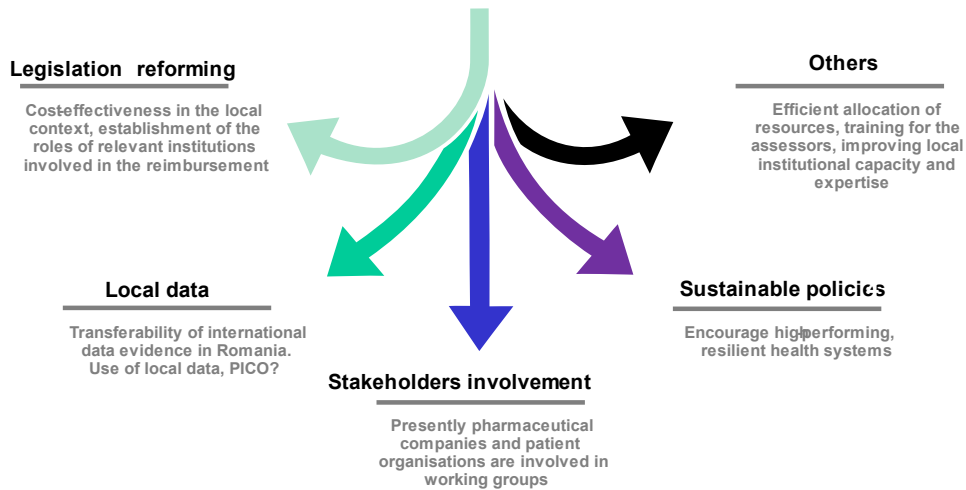 Legislation reforming
Cost-effectiveness in the local
context, establishment of the
roles of relevant institutions
involved in the reimbursement
Others
Efficient allocation of
resources, training for the
assessors, improving local
institutional capacity and
expertise
Local data
Transferability of international
data evidence in Romania.
Use of local data, PICO?
Sustainable policies
Encourage high-performing,
resilient health systems
Stakeholders involvement
Presently pharmaceutical
companies and patient
organisations are involved in
working groups